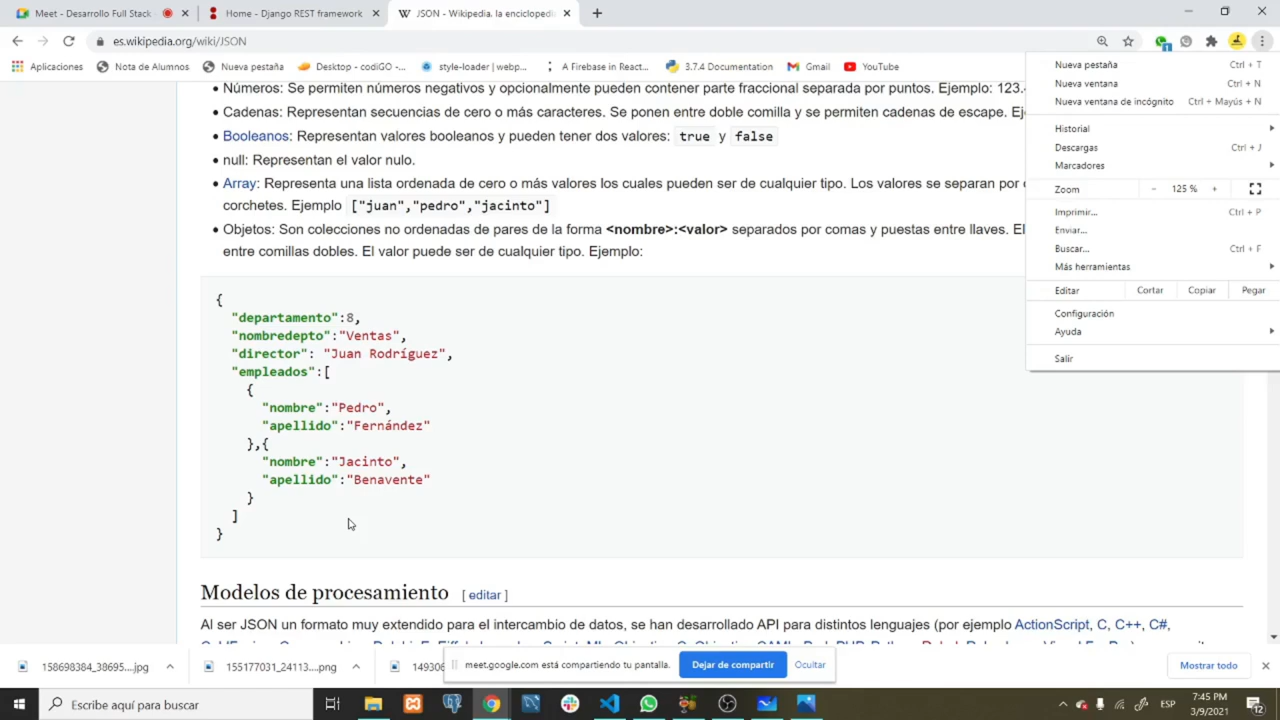 Meet - Desarrollo Full Stack
Home - Django REST framework
JSON - Wikipedia, la enciclopedi
es.wikipedia.org/wiki/JSON
Aplicaciones
Nota de Alumnos
Nueva pestaña
Desktop - codiGO -...
style-loader | webp...
A Firebase in React...
3.7.4 Documentation
Gmail
YouTube
Números: Se permiten números negativos y opcionalmente pueden contener parte fraccional separada por puntos. Ejemplo: 123.
Cadenas: Representan secuencias de cero o más caracteres. Se ponen entre doble comilla y se permiten cadenas de escape. Ej
Booleanos: Representan valores booleanos y pueden tener dos valores: true y false
null: Representan el valor nulo.
Array: Representa una lista ordenada de cero o más valores los cuales pueden ser de cualquier tipo. Los valores se separan por
corchetes. Ejemplo ["juan","pedro","jacinto"]
Objetos: Son colecciones no ordenadas de pares de la forma <nombre>:<valor> separados por comas y puestas entre llaves. El
entre comillas dobles. El valor puede ser de cualquier tipo. Ejemplo:
{
"departamento":8,
"nombredepto":"Ventas",
"director": "Juan Rodríguez",
"empleados":[
{
"nombre":"Pedro",
"apellido":"Fernández"
},{
"nombre":"Jacinto",
"apellido":"Benavente"
}
]
}
Modelos de procesamiento [ editar ]
Al ser JSON un formato muy extendido para el intercambio de datos, se han desarrollado API para distintos lenguajes (por ejemplo ActionScript, C, C++, C#,
Nueva pestaña Ctrl + T
Nueva ventana Ctrl + N
Nueva ventana de incógnito Ctrl + Mayús + N
Historial
Descargas Ctrl + J
Marcadores
Zoom - 125 % +
Imprimir... Ctrl + P
Enviar...
Buscar... Ctrl + F
Más herramientas
Editar Cortar Copiar Pegar
Configuración
Ayuda
Salir
158698384_38695....jpg
155177031_24113....png
149306
meet.google.com está compartiendo tu pantalla.
Dejar de compartir
Ocultar
Mostrar todo
Escribe aquí para buscar
ESP
7:45 PM
3/9/2021
12